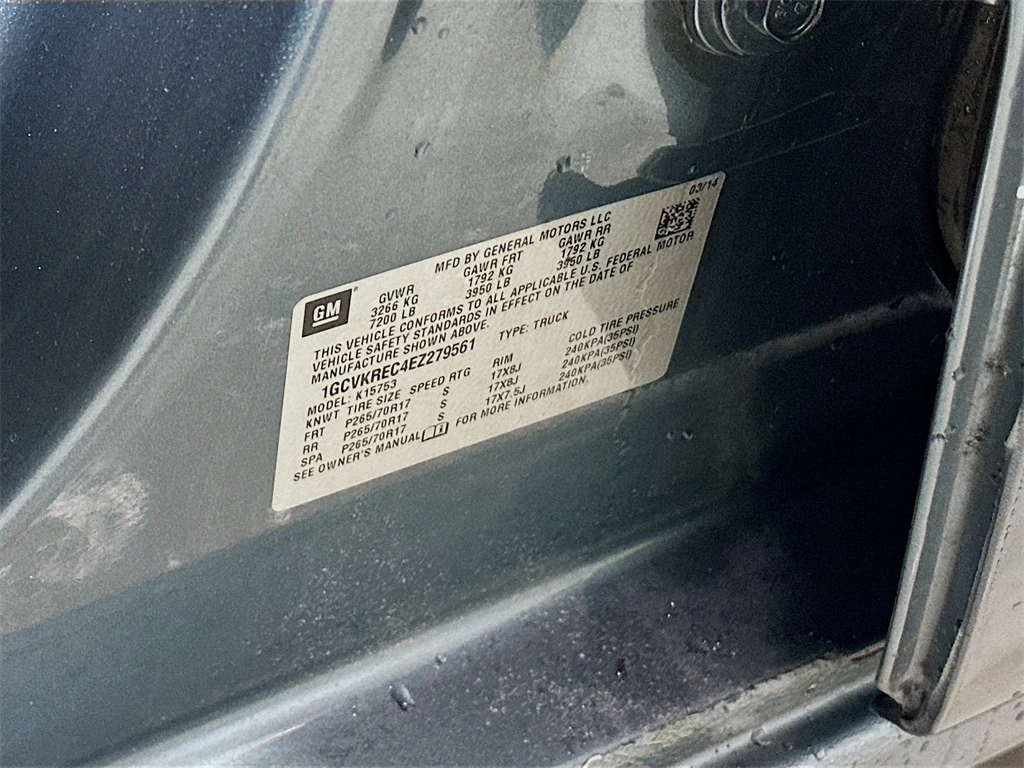 03/14
GM
MFD BY GENERAL MOTORS LLC
GVWR GAWR FRT GAWR RR
3266 KG 1792 KG 1792 KG
7200 LB 3950 LB 3950 LB
THIS VEHICLE CONFORMS TO ALL APPLICABLE U.S. FEDERAL MOTOR
VEHICLE SAFETY STANDARDS IN EFFECT ON THE DATE OF
MANUFACTURE SHOWN ABOVE.
1GCVKREC4EZ279561 TYPE: TRUCK
MODEL: K15753
KNWT TIRE SIZE SPEED RTG RIM COLD TIRE PRESSURE
FRT P265/70R17 S 17X8J 240KPA(35PSI)
RR P265/70R17 S 17X8J 240KPA(35PSI)
SPA P265/70R17 S 17X7.5J 240KPA(35PSI)
SEE OWNER'S MANUAL FOR MORE INFORMATION.